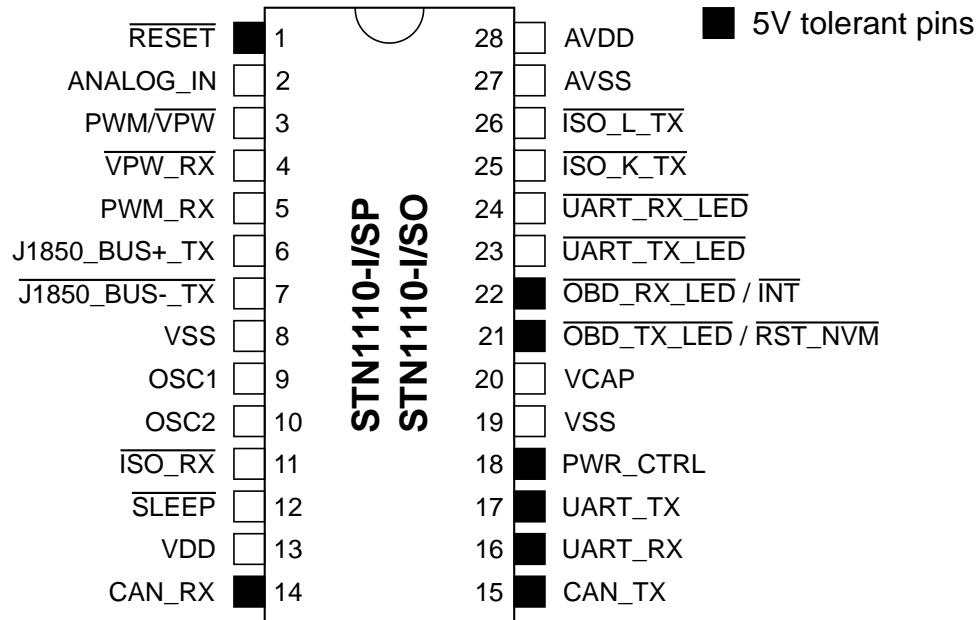 5V tolerant pins
RESET 1
ANALOG_IN 2
PWM/VPW 3
VPW_RX 4
PWM_RX 5
J1850_BUS+_TX 6
J1850_BUS-_TX 7
VSS 8
OSC1 9
OSC2 10
ISO_RX 11
SLEEP 12
VDD 13
CAN_RX 14
STN1110-I/SP
STN1110-I/SO
28 AVDD
27 AVSS
26 ISO_L_TX
25 ISO_K_TX
24 UART_RX_LED
23 UART_TX_LED
22 OBD_RX_LED / INT
21 OBD_TX_LED / RST_NVM
20 VCAP
19 VSS
18 PWR_CTRL
17 UART_TX
16 UART_RX
15 CAN_TX